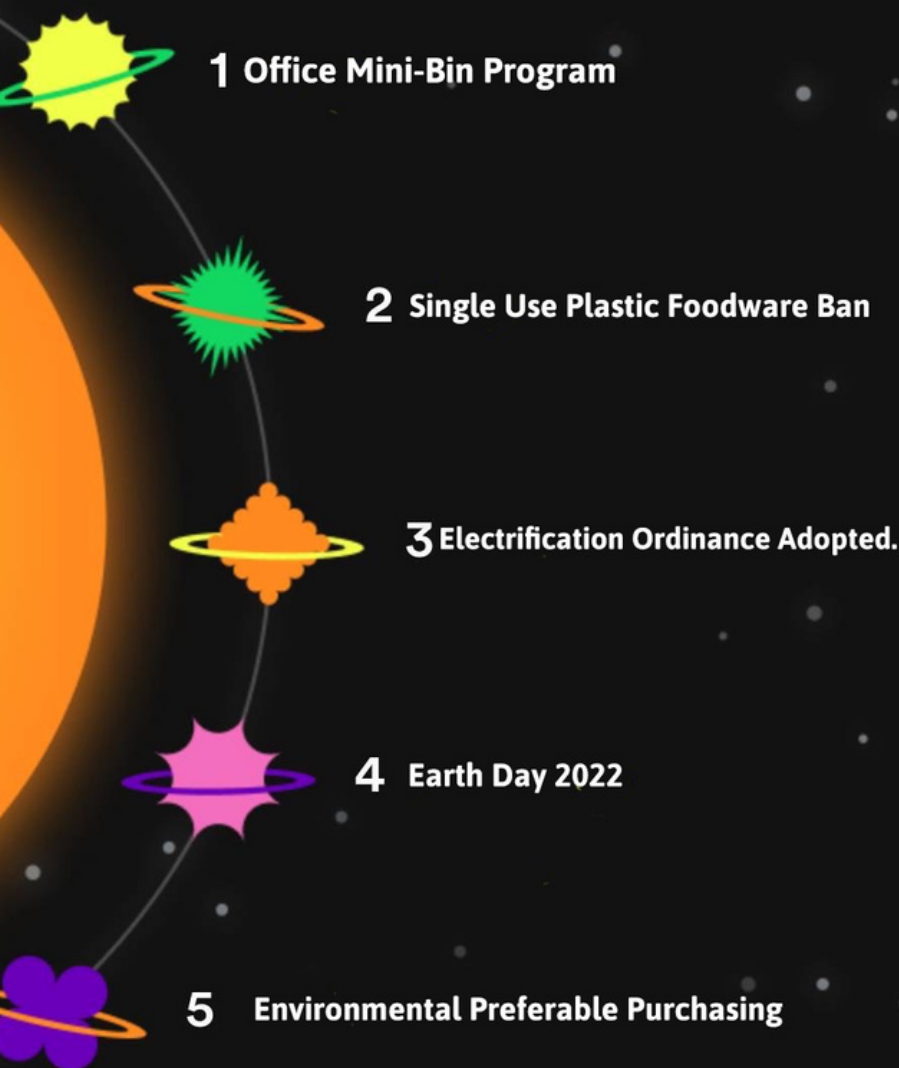 1 Office Mini-Bin Program
2 Single Use Plastic Foodware Ban
3 Electrification Ordinance Adopted.
4 Earth Day 2022
5 Environmental Preferable Purchasing